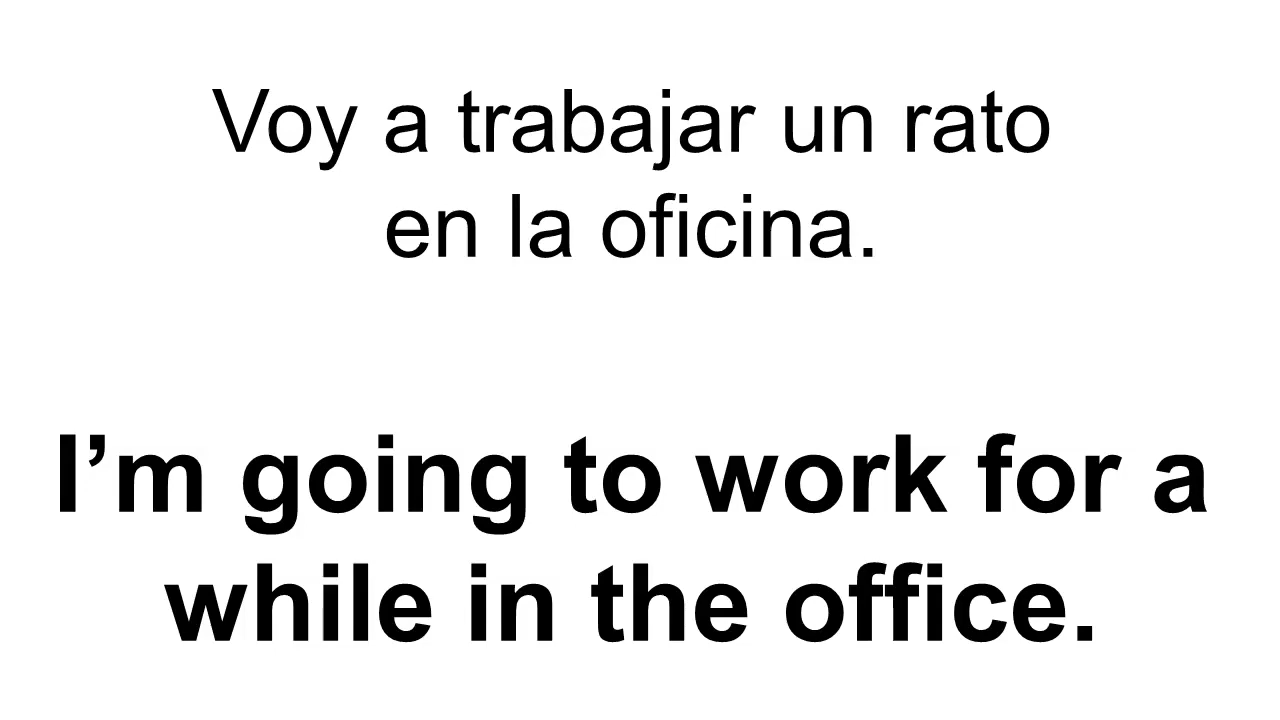 Voy a trabajar un rato
en la oficina.
I’m going to work for a
while in the office.